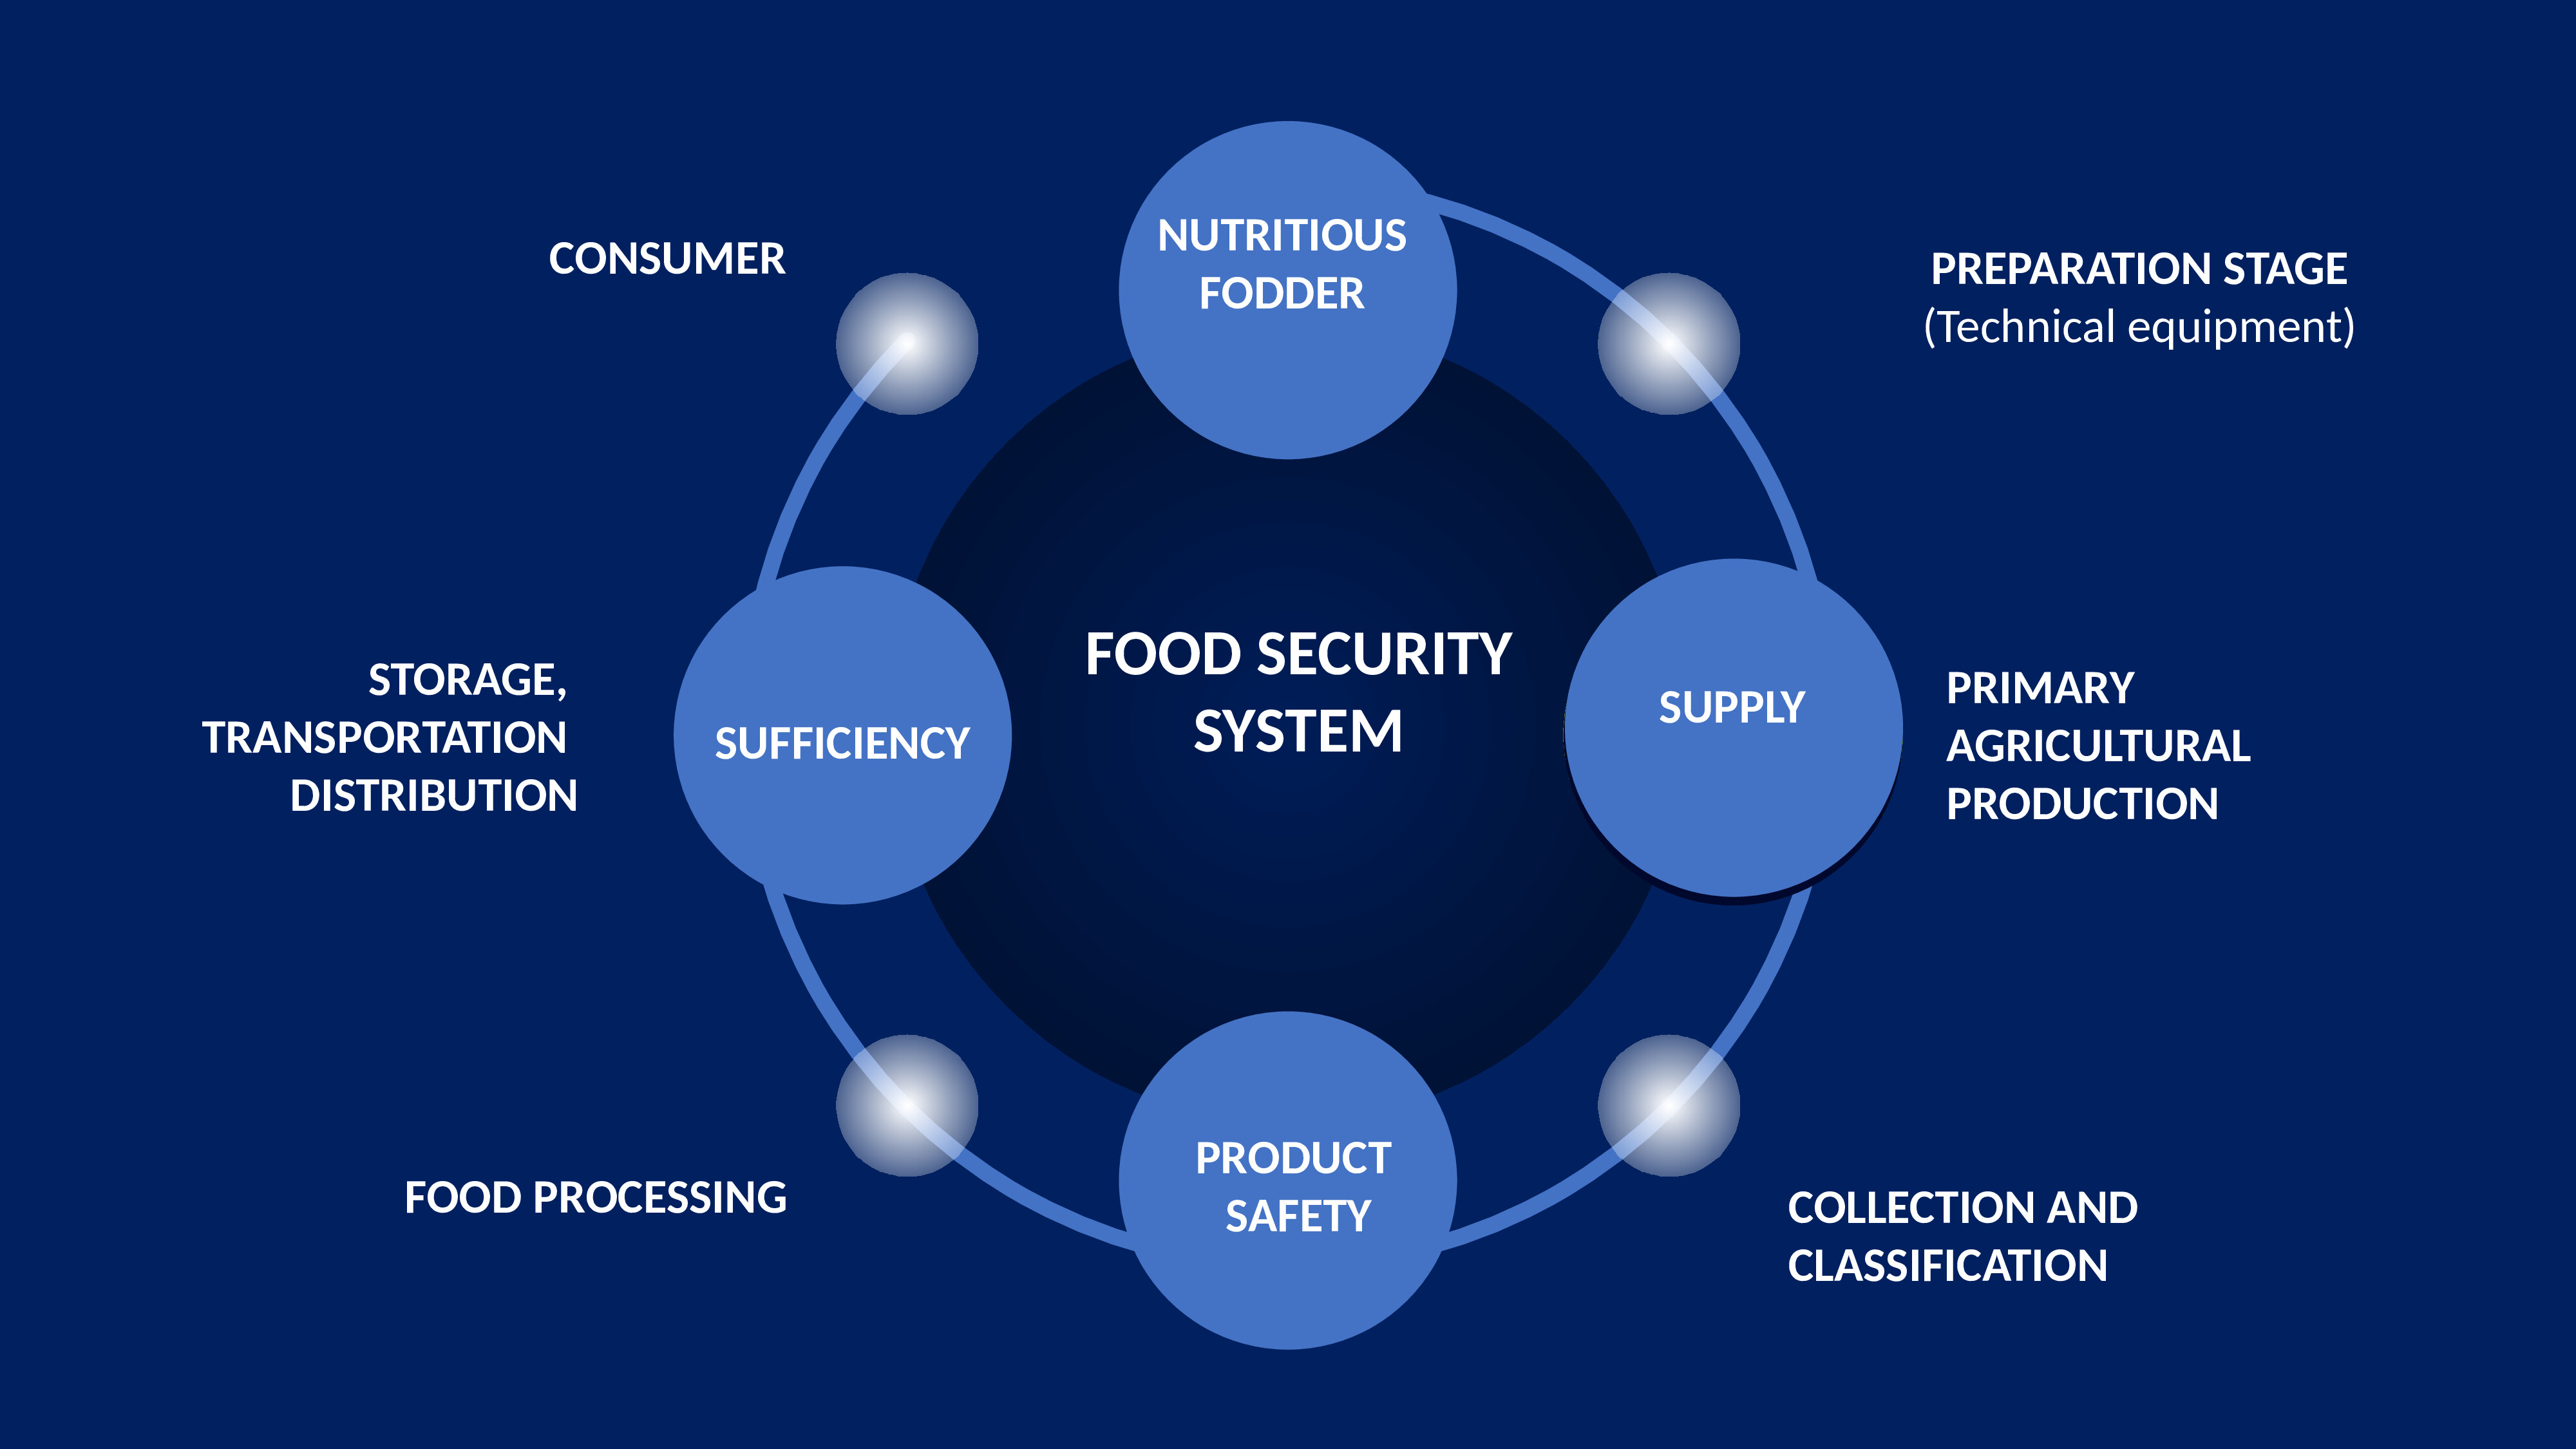 NUTRITIOUS
FODDER
CONSUMER
PREPARATION STAGE
(Technical equipment)
FOOD SECURITY
SYSTEM
STORAGE,
TRANSPORTATION
DISTRIBUTION
SUFFICIENCY
SUPPLY
PRIMARY
AGRICULTURAL
PRODUCTION
PRODUCT
SAFETY
FOOD PROCESSING
COLLECTION AND
CLASSIFICATION